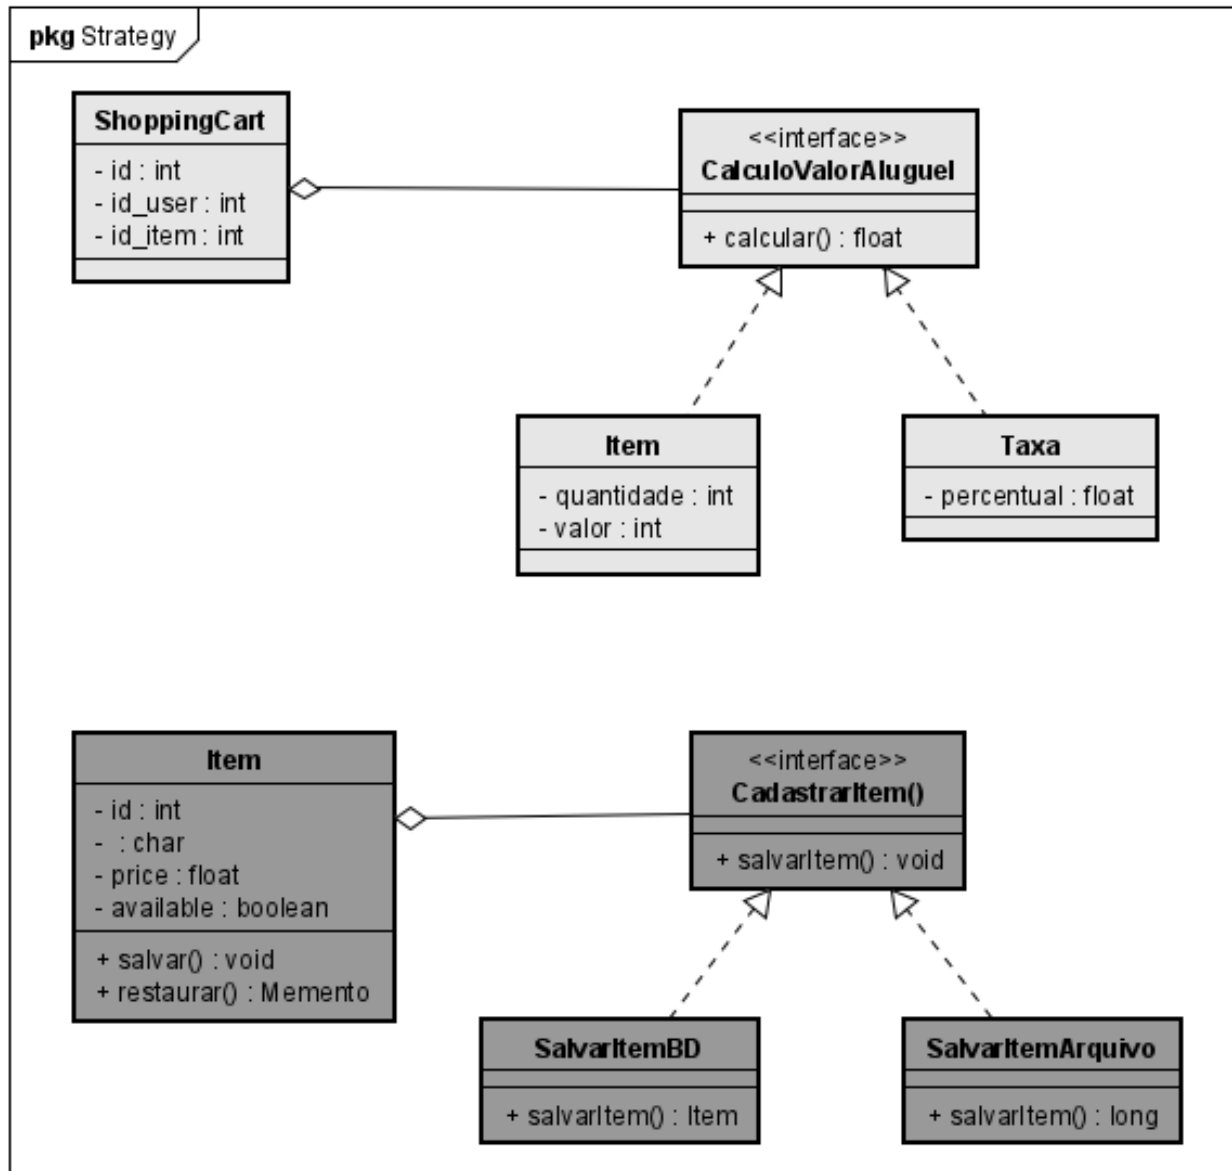 pkg Strategy
ShoppingCart
- id : int
- id_user : int
- id_item : int
<<interface>>
CalculoValorAluguel
+ calcular() : float
Item
- quantidade : int
- valor : int
Taxa
- percentual : float
Item
- id : int
- : char
- price : float
- available : boolean
+ salvar() : void
+ restaurar() : Memento
<<interface>>
CadastrarItem()
+ salvarItem() : void
SalvarItemBD
+ salvarItem() : Item
SalvarItemArquivo
+ salvarItem() : long